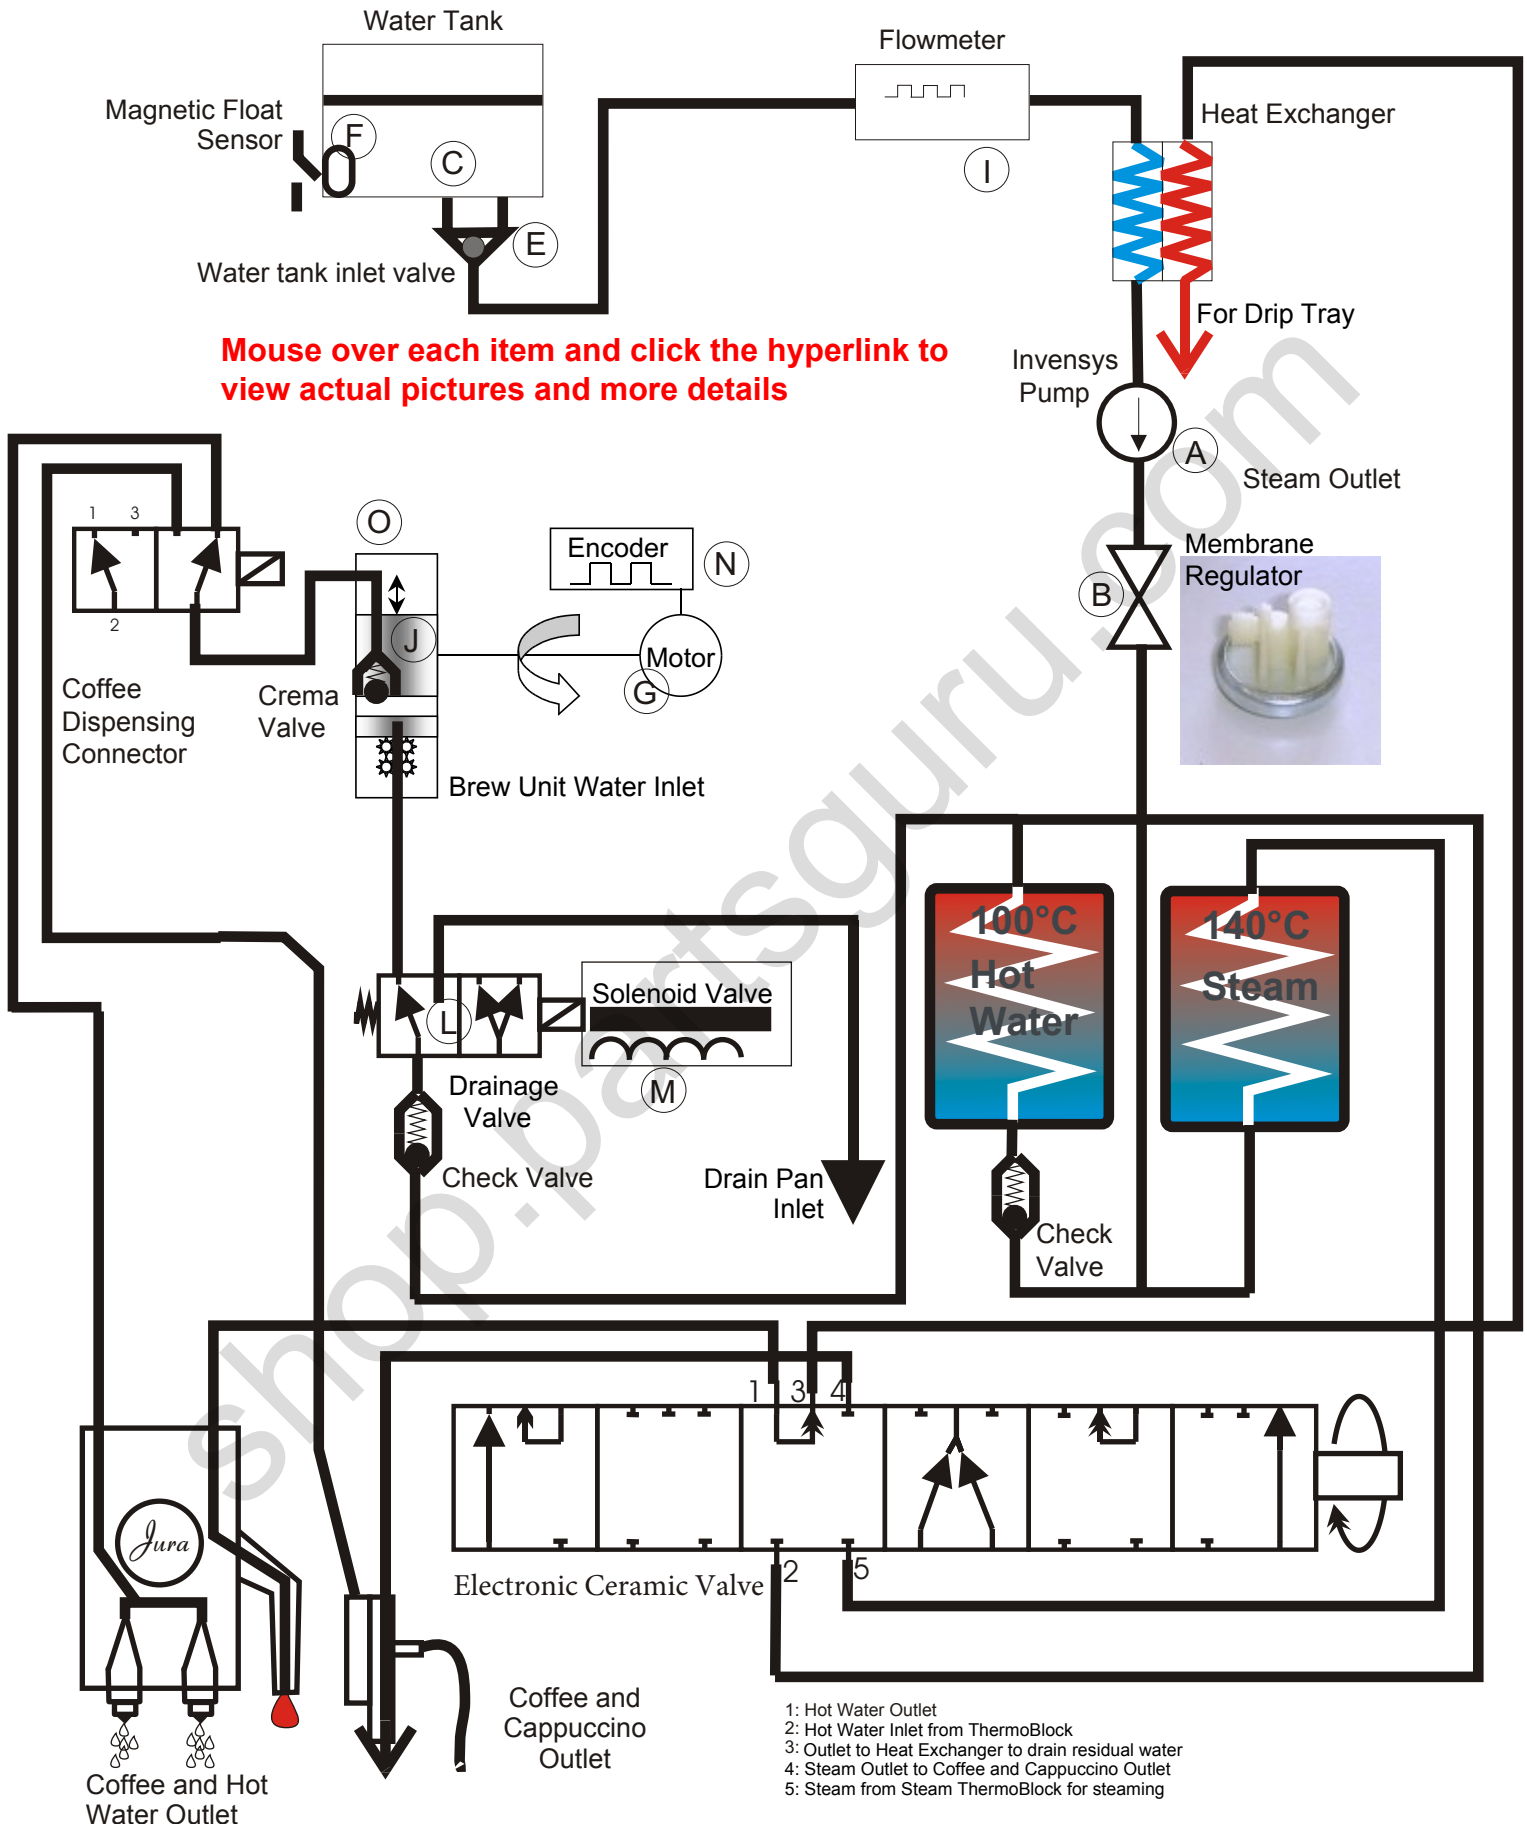 Water Tank
Flowmeter
Magnetic Float
Sensor
F
C
I
Heat Exchanger
E
Water tank inlet valve
For Drip Tray
Mouse over each item and click the hyperlink to
view actual pictures and more details
Invensys
Pump
A
Steam Outlet
1 3
2
O
Encoder
N
Membrane
Regulator
B
J
Motor
G
Coffee
Dispensing
Connector
Crema
Valve
Brew Unit Water Inlet
100°C
Hot
Water
140°C
Steam
Solenoid Valve
L
M
Drainage
Valve
Check Valve
Drain Pan
Inlet
Check
Valve
1 3 4
2 5
Electronic Ceramic Valve
Jura
Coffee and
Cappuccino
Outlet
Coffee and Hot
Water Outlet
1: Hot Water Outlet
2: Hot Water Inlet from ThermoBlock
3: Outlet to Heat Exchanger to drain residual water
4: Steam Outlet to Coffee and Cappuccino Outlet
5: Steam from Steam ThermoBlock for steaming
shop.partsguru.com